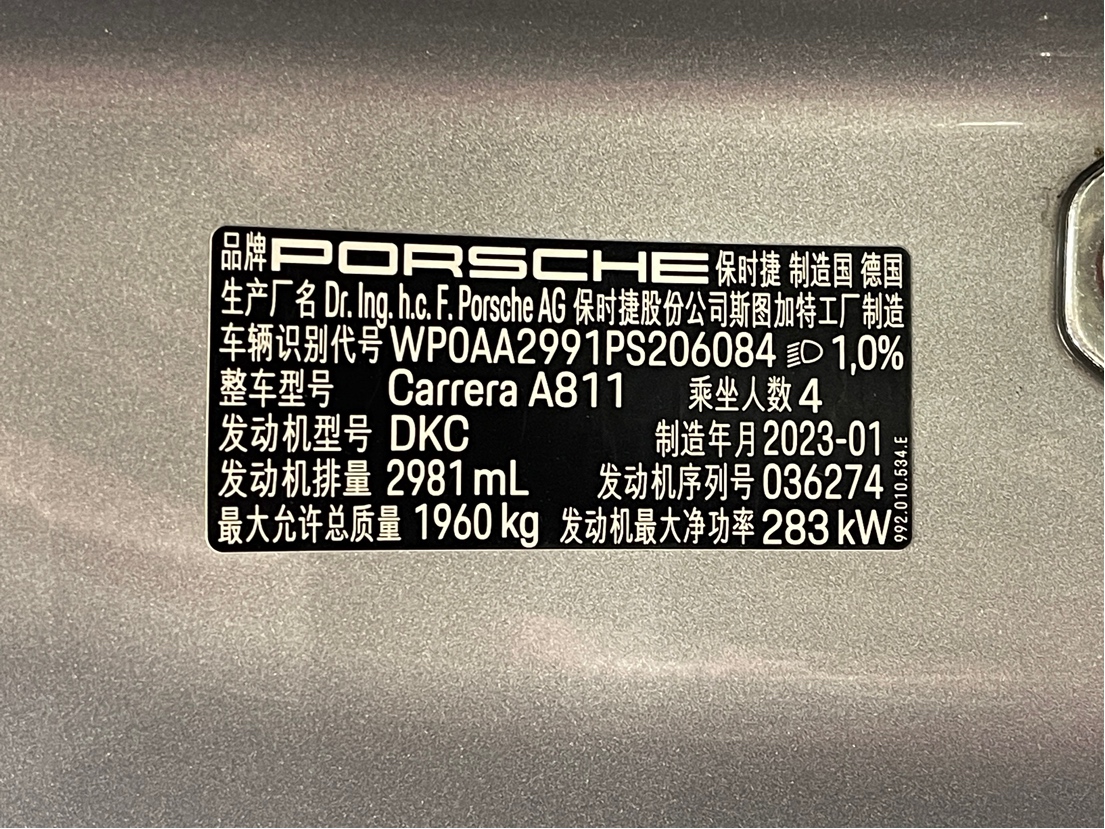 品牌 PORSCHE 保时捷 制造国 德国
生产厂名 Dr. Ing. h.c. F. Porsche AG 保时捷股份公司斯图加特工厂制造
车辆识别代号 WP0AA2991PS206084 1,0%
整车型号 Carrera A811 乘坐人数 4
发动机型号 DKC 制造年月 2023-01
发动机排量 2981 mL 发动机序列号 036274
最大允许总质量 1960 kg 发动机最大净功率 283 kW
992.010.534.E